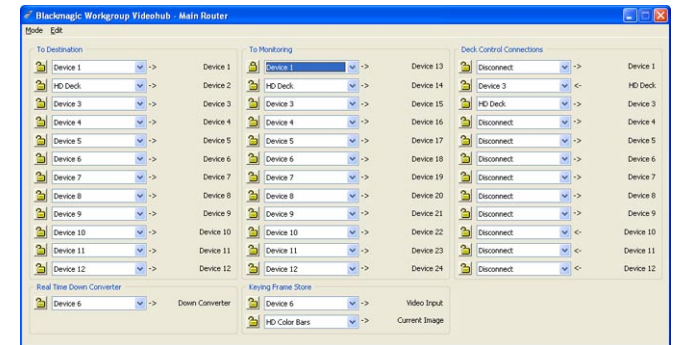 Blackmagic Workgroup Videohub - Main Router
Mode Edit
To Destination
Device 1 -> Device 1
HD Deck -> Device 2
Device 3 -> Device 3
Device 4 -> Device 4
Device 5 -> Device 5
Device 6 -> Device 6
Device 7 -> Device 7
Device 8 -> Device 8
Device 9 -> Device 9
Device 10 -> Device 10
Device 11 -> Device 11
Device 12 -> Device 12
To Monitoring
Device 1 -> Device 13
HD Deck -> Device 14
Device 3 -> Device 15
Device 4 -> Device 16
Device 5 -> Device 17
Device 6 -> Device 18
Device 7 -> Device 19
Device 8 -> Device 20
Device 9 -> Device 21
Device 10 -> Device 22
Device 11 -> Device 23
Device 12 -> Device 24
Deck Control Connections
Disconnect -> Device 1
Device 3 <- HD Deck
HD Deck -> Device 3
Disconnect -> Device 4
Disconnect -> Device 5
Disconnect -> Device 6
Disconnect -> Device 7
Disconnect -> Device 8
Disconnect -> Device 9
Disconnect <- Device 10
Disconnect <- Device 11
Disconnect <- Device 12
Real Time Down Converter
Device 6 -> Down Converter
Keying Frame Store
Device 6 -> Video Input
HD Color Bars -> Current Image